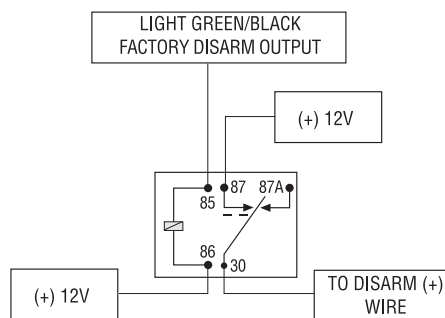 LIGHT GREEN/BLACK
FACTORY DISARM OUTPUT
(+) 12V
87 87A
85
86
30
(+) 12V
TO DISARM (+)
WIRE